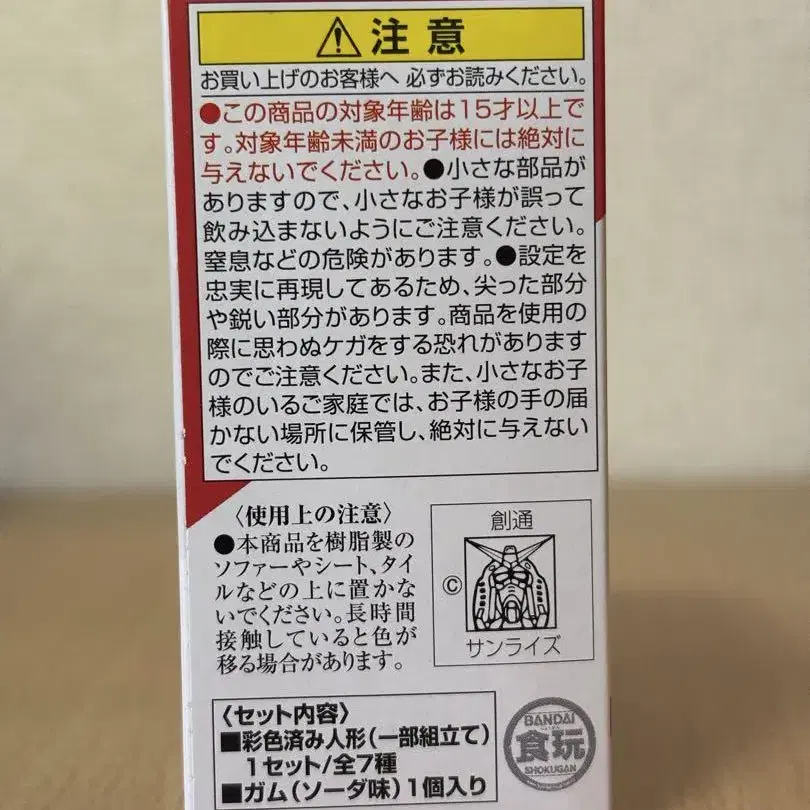 注意
お買い上げのお客様へ 必ずお読みください。
●この商品の対象年齢は15才以上で
す。対象年齢未満のお子様には絶対に
与えないでください。●小さな部品が
ありますので、小さなお子様が誤って
飲み込まないようにご注意ください。
窒息などの危険があります。●設定を
忠実に再現してあるため、尖った部分
や鋭い部分があります。商品を使用の
際に思わぬケガをする恐れがあります
のでご注意ください。また、小さなお子
様のいるご家庭では、お子様の手の届
かない場所に保管し、絶対に与えない
でください。
〈使用上の注意〉
●本商品を樹脂製の
ソファーやシート、タイ
ルなどの上に置かな
いでください。長時間
接触していると色が
移る場合があります。
創通
©
サンライズ
〈セット内容〉
■彩色済み人形(一部組立て)
1セット/全7種
■ガム(ソーダ味)1個入り
BANDAI
食玩
SHOKUGAN